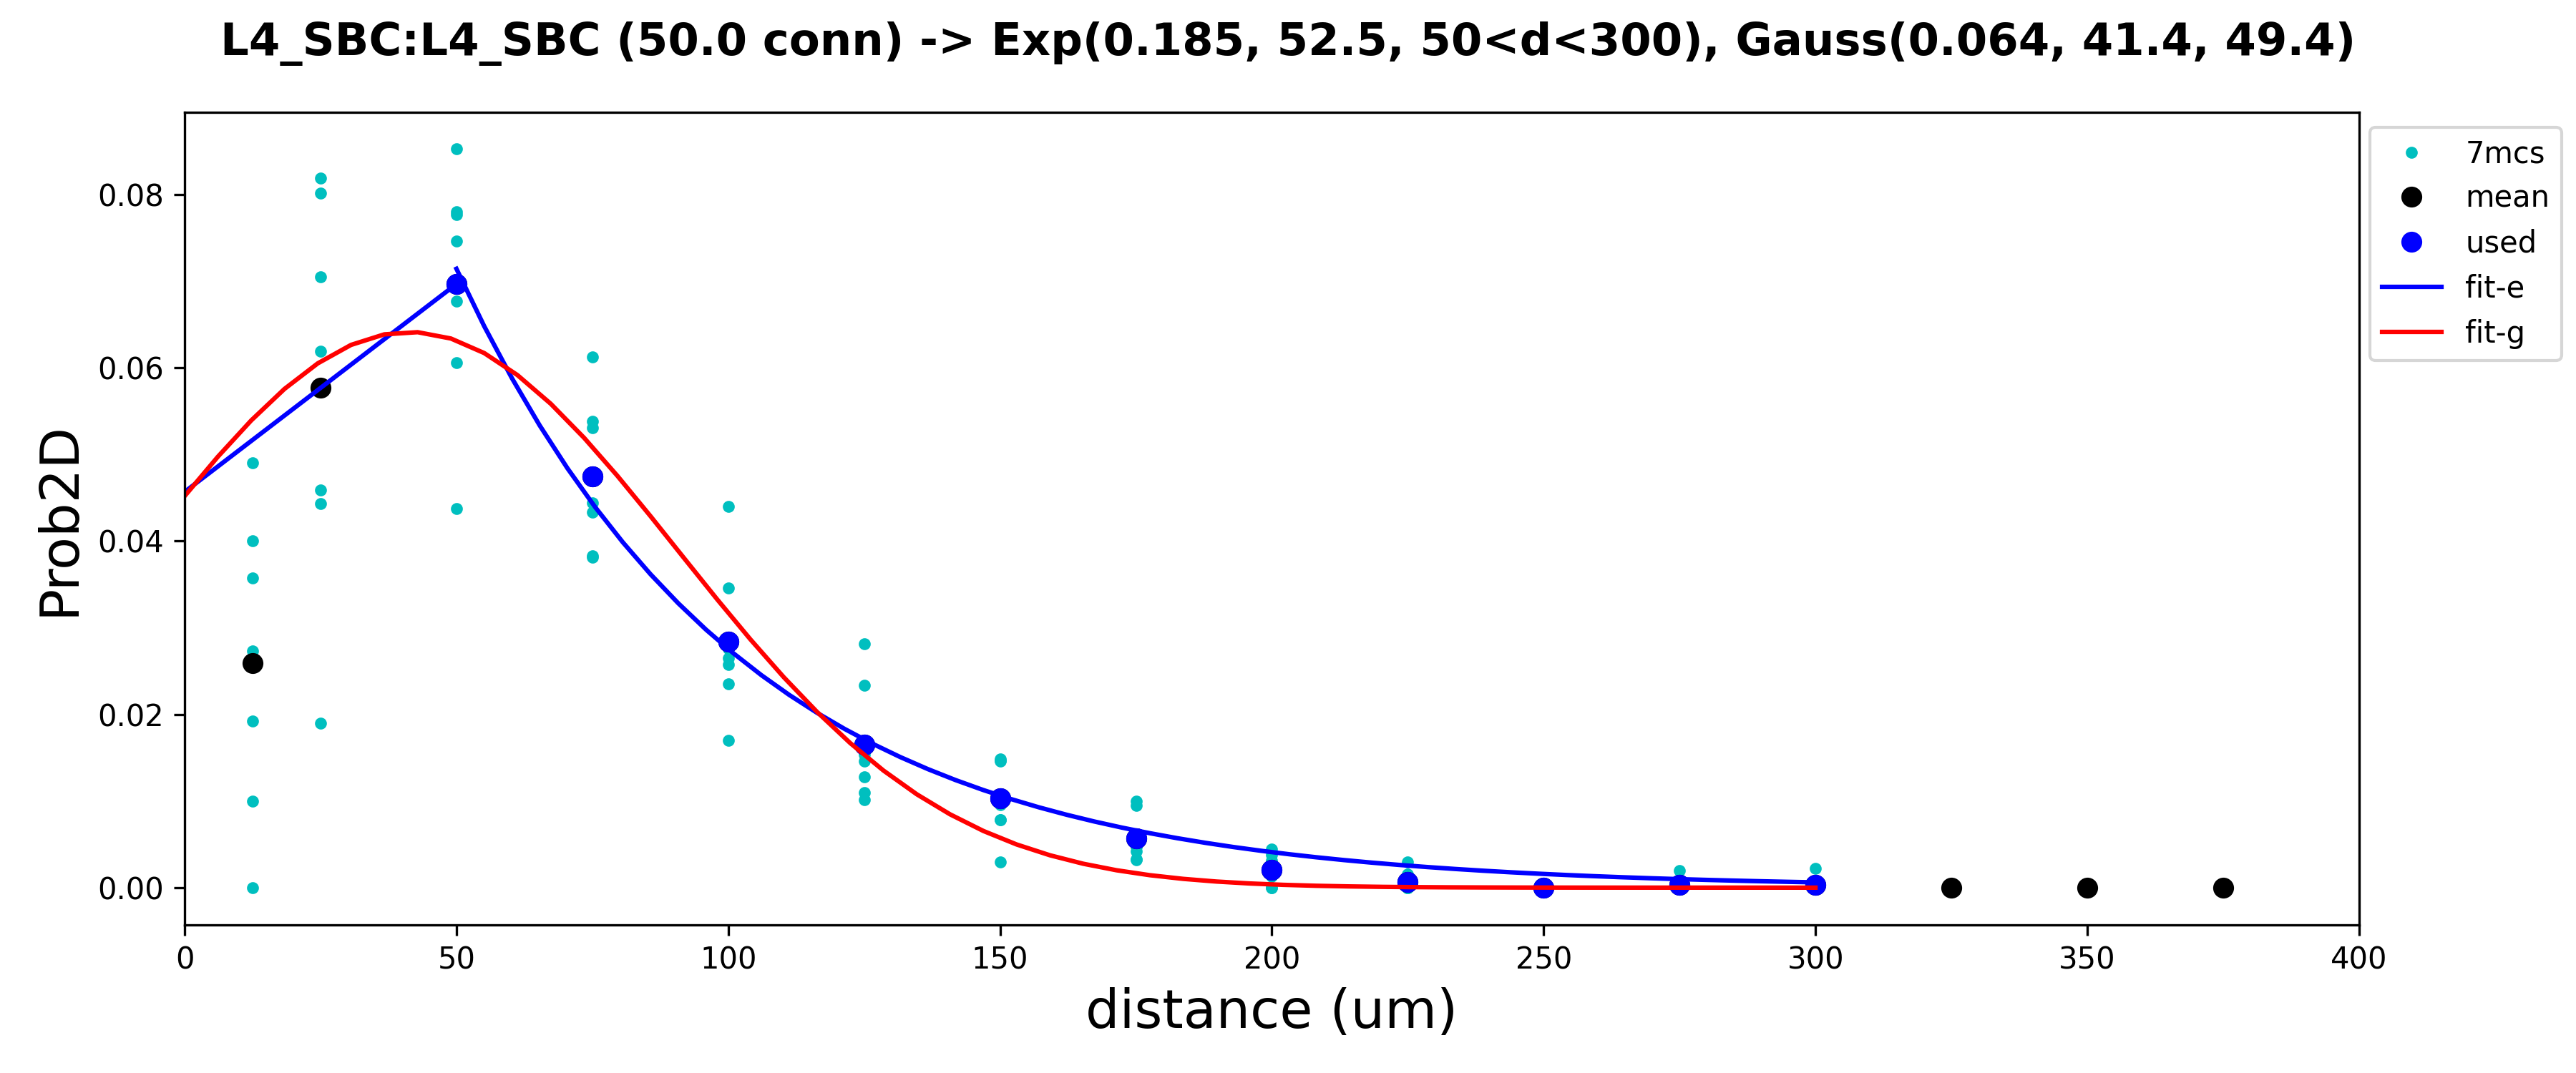 L4_SBC:L4_SBC (50.0 conn) -> Exp(0.185, 52.5, 50<d<300), Gauss(0.064, 41.4, 49.4)
7mcs
mean
used
fit-e
fit-g
Prob2D
0.08
0.06
0.04
0.02
0.00
0 50 100 150 200 250 300 350 400
distance (um)